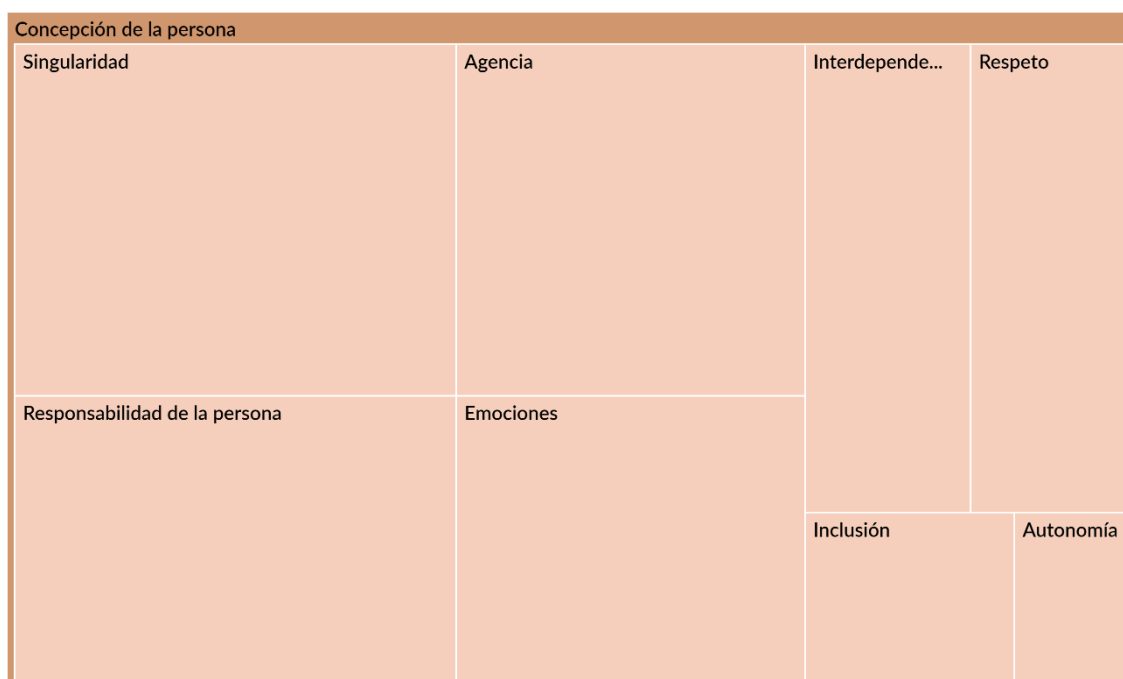 Concepción de la persona
Singularidad
Agencia
Interdepende...
Respeto
Responsabilidad de la persona
Emociones
Inclusión
Autonomía